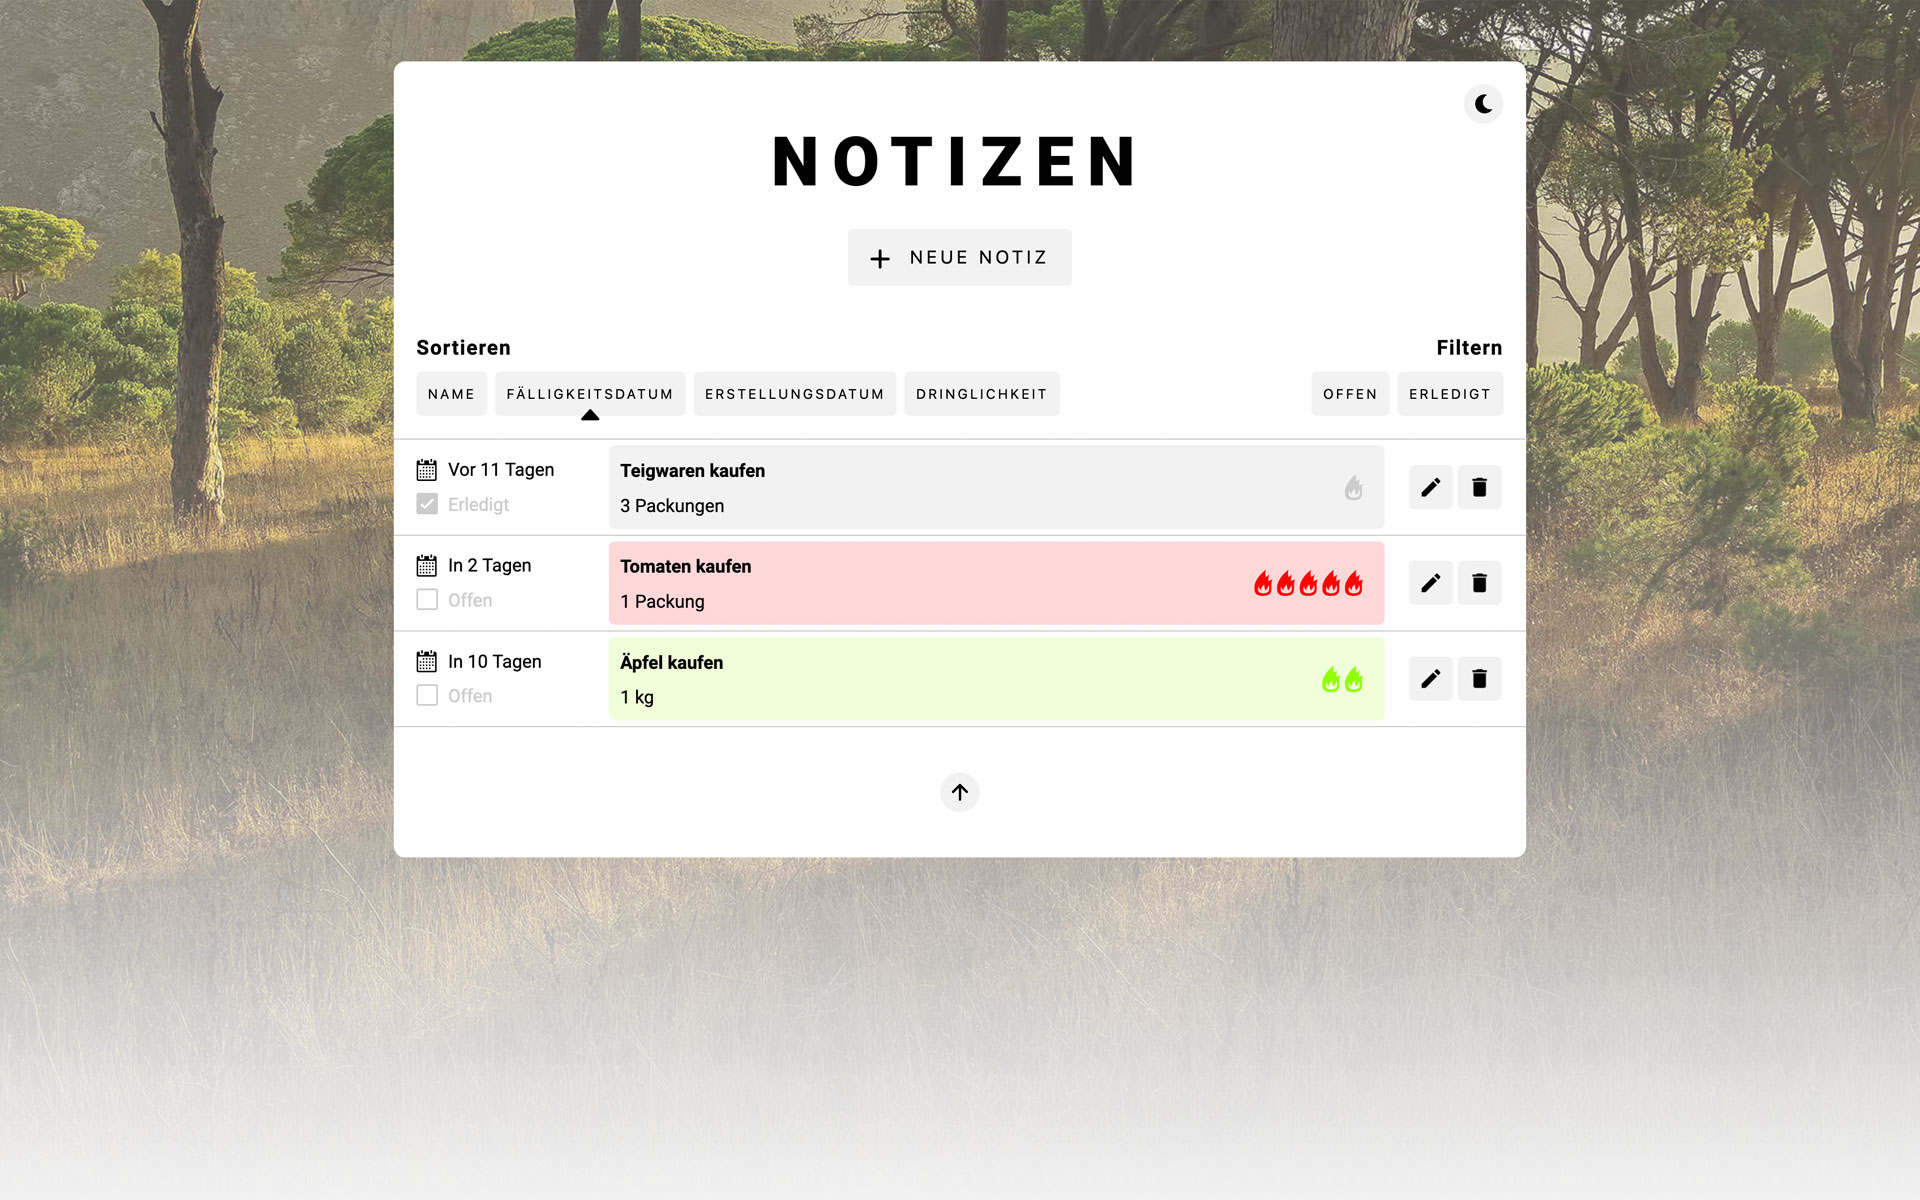 NOTIZEN
NEUE NOTIZ
Sortieren
Filtern
NAME FÄLLIGKEITSDATUM ERSTELLUNGSDATUM DRINGLICHKEIT
OFFEN ERLEDIGT
Vor 11 Tagen
Erledigt
Teigwaren kaufen
3 Packungen
In 2 Tagen
Offen
Tomaten kaufen
1 Packung
In 10 Tagen
Offen
Äpfel kaufen
1 kg